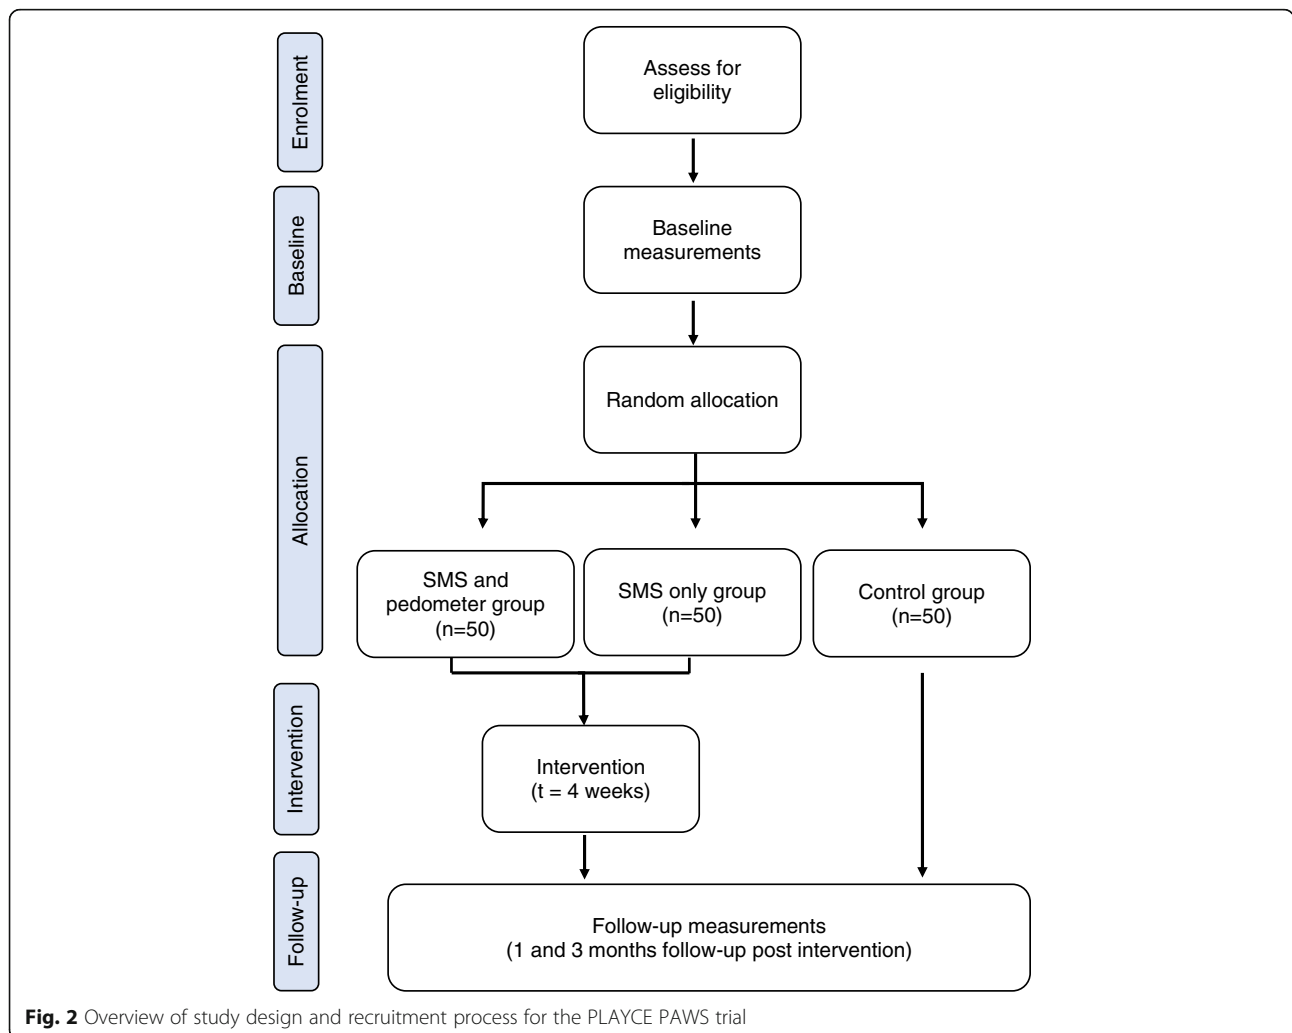 Enrolment
Assess for
eligibility
Baseline
Baseline
measurements
Allocation
Random allocation
SMS and
pedometer group
(n=50)
SMS only group
(n=50)
Control group
(n=50)
Intervention
Intervention
(t = 4 weeks)
Follow-up
Follow-up measurements
(1 and 3 months follow-up post intervention)
Fig. 2 Overview of study design and recruitment process for the PLAYCE PAWS trial